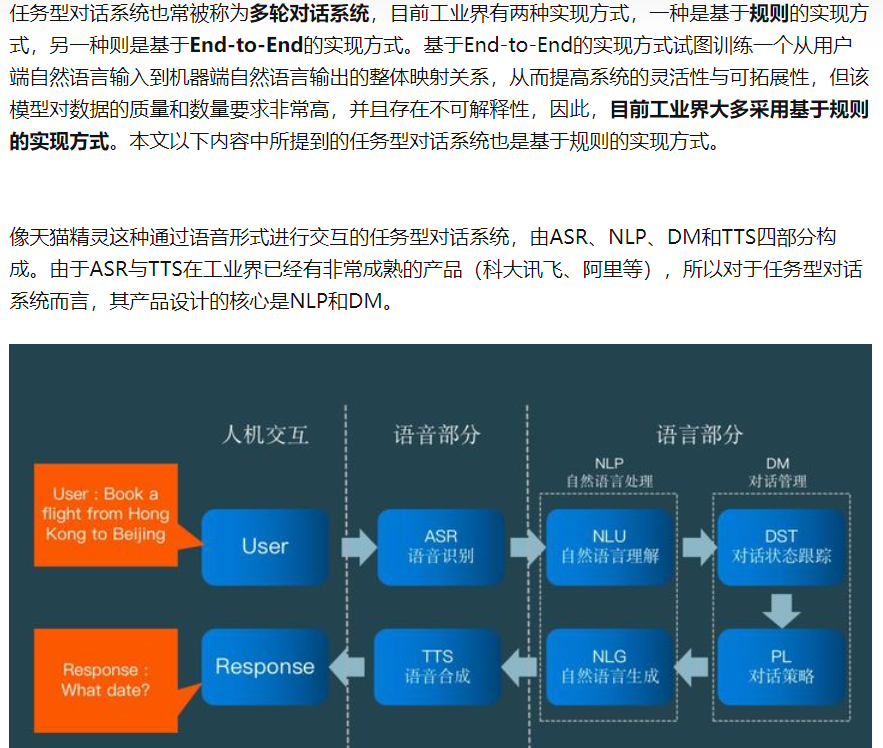 任务型对话系统也常被称为多轮对话系统，目前工业界有两种实现方式，一种是基于规则的实现方
式，另一种则是基于End-to-End的实现方式。基于End-to-End的实现方式试图训练一个从用户
端自然语言输入到机器端自然语言输出的整体映射关系，从而提高系统的灵活性与可拓展性，但该
模型对数据的质量和数量要求非常高，并且存在不可解释性，因此，目前工业界大多采用基于规则
的实现方式。本文以下内容中所提到的任务型对话系统也是基于规则的实现方式。
像天猫精灵这种通过语音形式进行交互的任务型对话系统，由ASR、NLP、DM和TTS四部分构
成。由于ASR与TTS在工业界已经有非常成熟的产品（科大讯飞、阿里等），所以对于任务型对话
系统而言，其产品设计的核心是NLP和DM。
人机交互
语音部分
语言部分
NLP
自然语言处理
DM
对话管理
User : Book a
flight from Hong
Kong to Beijing
User
ASR
语音识别
NLU
自然语言理解
DST
对话状态跟踪
Response :
What date?
Response
TTS
语音合成
NLG
自然语言生成
PL
对话策略